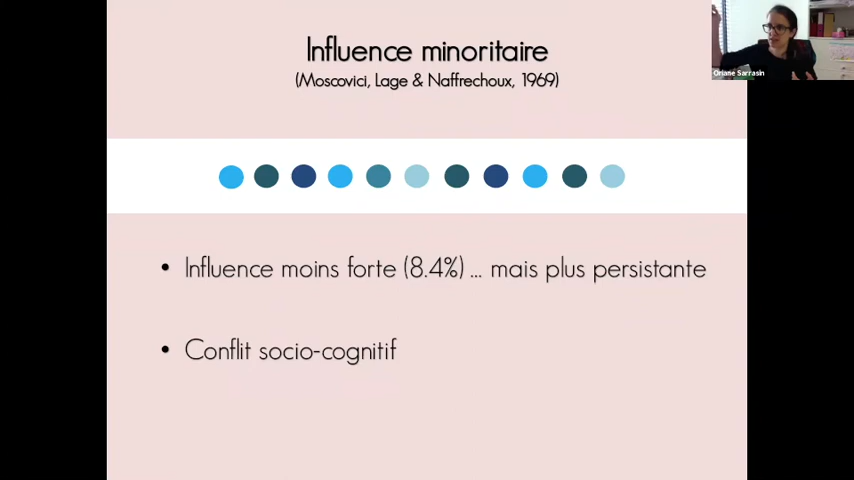 Influence minoritaire
(Moscovici, Lage & Naffrechoux, 1969)
Oriane Sarrasin
• Influence moins forte (8.4%) ... mais plus persistante
• Conflit socio-cognitif